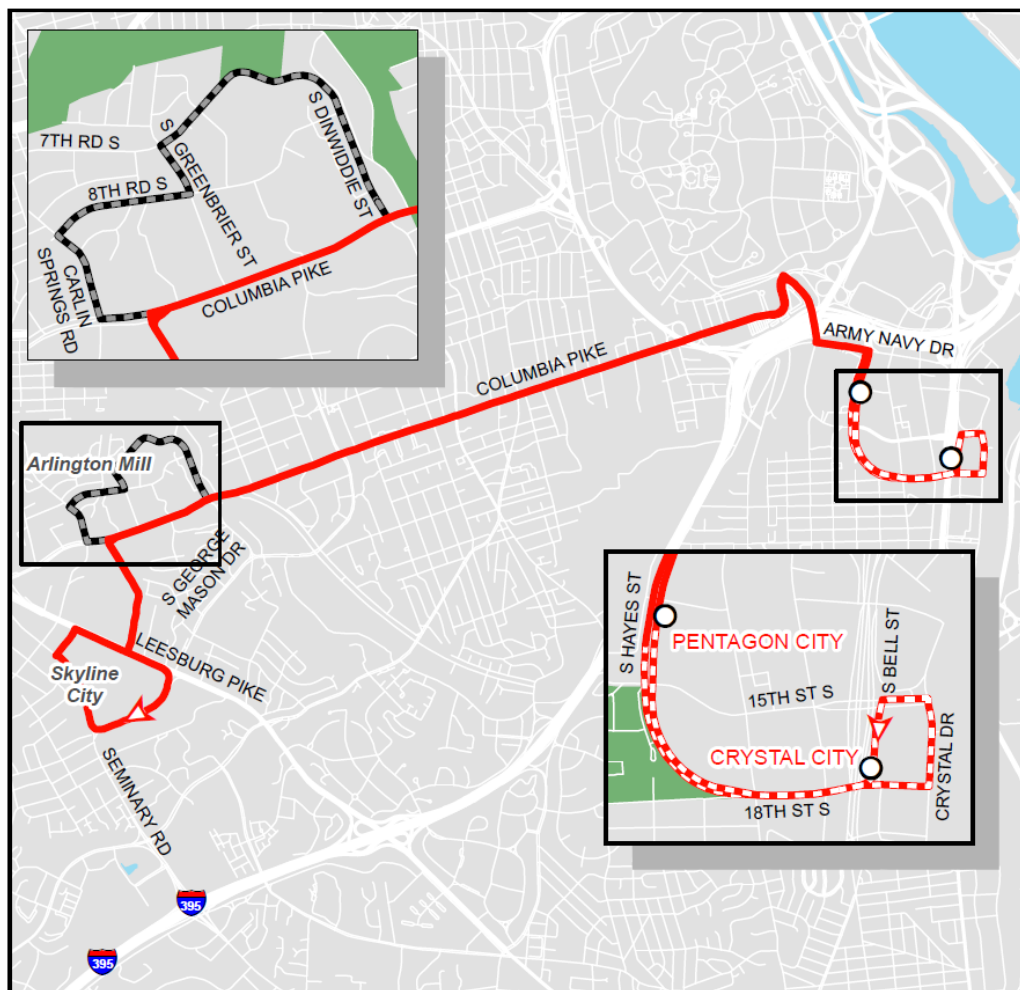 7TH RD S
8TH RD S
S
GREENBRIER ST
S DINWIDDIE ST
CARLIN
SPRINGS RD
COLUMBIA PIKE
COLUMBIA PIKE
ARMY NAVY DR
Arlington Mill
S GEORGE
MASON DR
LEESBURG PIKE
Skyline
City
SEMINARY RD
S HAYES ST
PENTAGON CITY
S BELL ST
15TH ST S
CRYSTAL CITY
CRYSTAL DR
18TH ST S
395
395